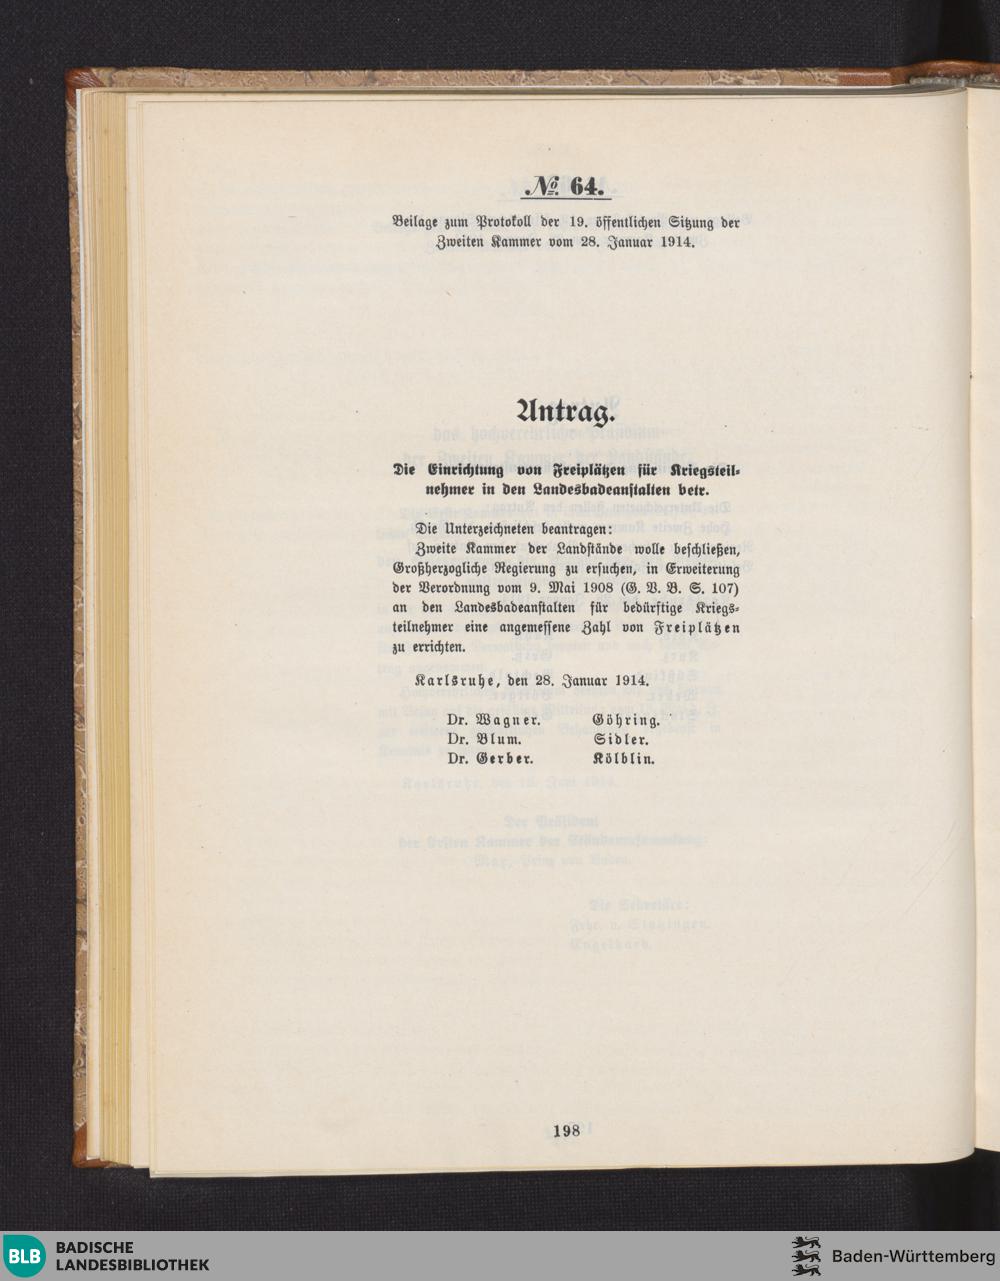 № 64.
Beilage zum Protokoll der 19. öffentlichen Sitzung der
Zweiten Kammer vom 28. Januar 1914.
Antrag.
Die Einrichtung von Freiplätzen für Kriegsteil-
nehmer in den Landesbadeanstalten betr.
Die Unterzeichneten beantragen:
Zweite Kammer der Landstände wolle beschließen,
Großherzogliche Regierung zu ersuchen, in Erweiterung
der Verordnung vom 9. Mai 1908 (G. V. B. S. 107)
an den Landesbadeanstalten für bedürftige Kriegs-
teilnehmer eine angemessene Zahl von Freiplätzen
zu errichten.
Karlsruhe, den 28. Januar 1914.
Dr. Wagner. Göhring.
Dr. Blum. Sidler.
Dr. Gerber. Kölblin.
198
BLB BADISCHE
LANDESBIBLIOTHEK
Baden-Württemberg